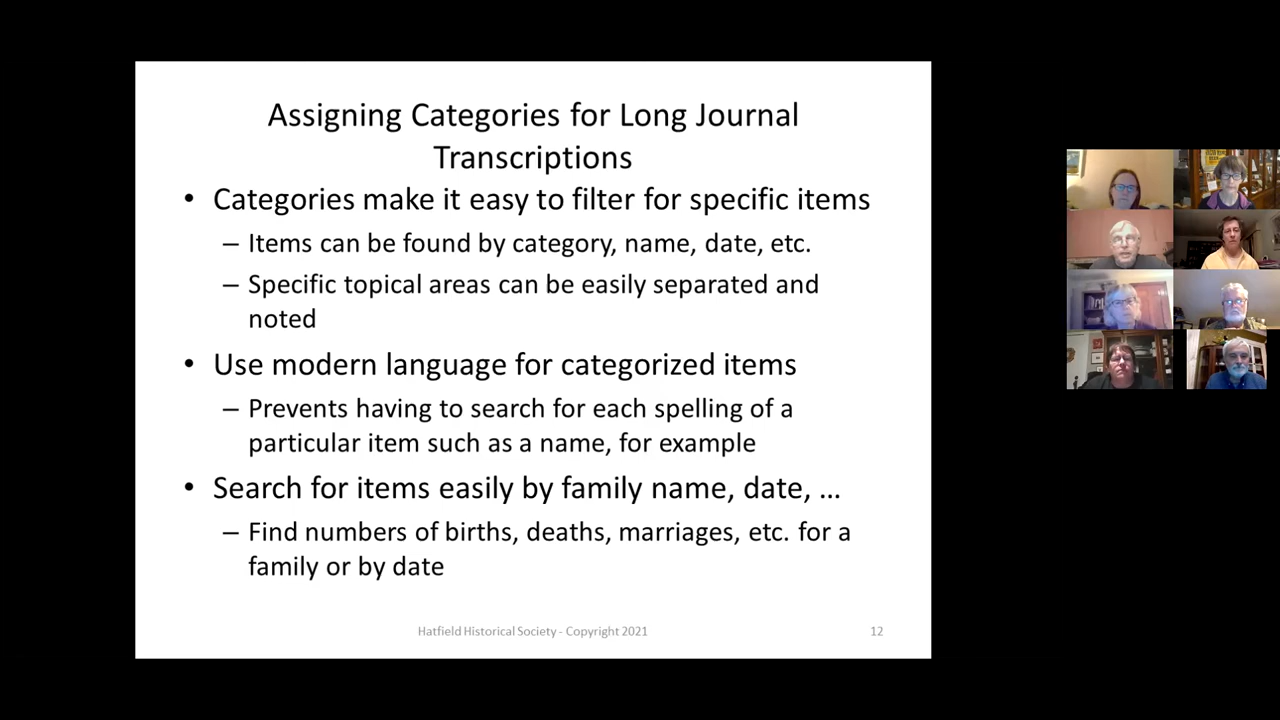 Assigning Categories for Long Journal
Transcriptions
• Categories make it easy to filter for specific items
– Items can be found by category, name, date, etc.
– Specific topical areas can be easily separated and
noted
• Use modern language for categorized items
– Prevents having to search for each spelling of a
particular item such as a name, for example
• Search for items easily by family name, date, …
– Find numbers of births, deaths, marriages, etc. for a
family or by date
Hatfield Historical Society - Copyright 2021
12